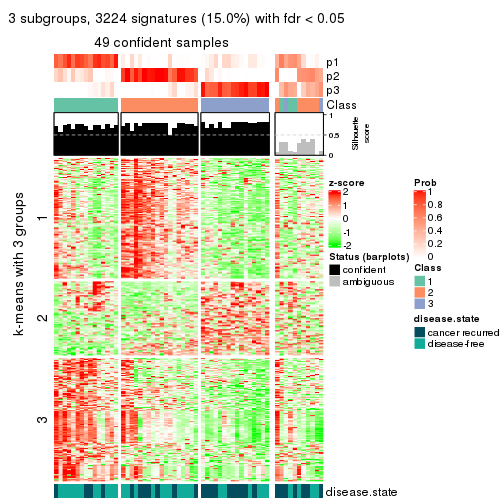 3 subgroups, 3224 signatures (15.0%) with fdr < 0.05
49 confident samples
p1
p2
p3
Class
1
0.5
0
Silhouette
score
k-means with 3 groups
1
2
3
disease.state
z-score
2
1
0
-1
-2
Status (barplots)
confident
ambiguous
Prob
1
0.8
0.6
0.4
0.2
0
Class
1
2
3
disease.state
cancer recurred
disease-free